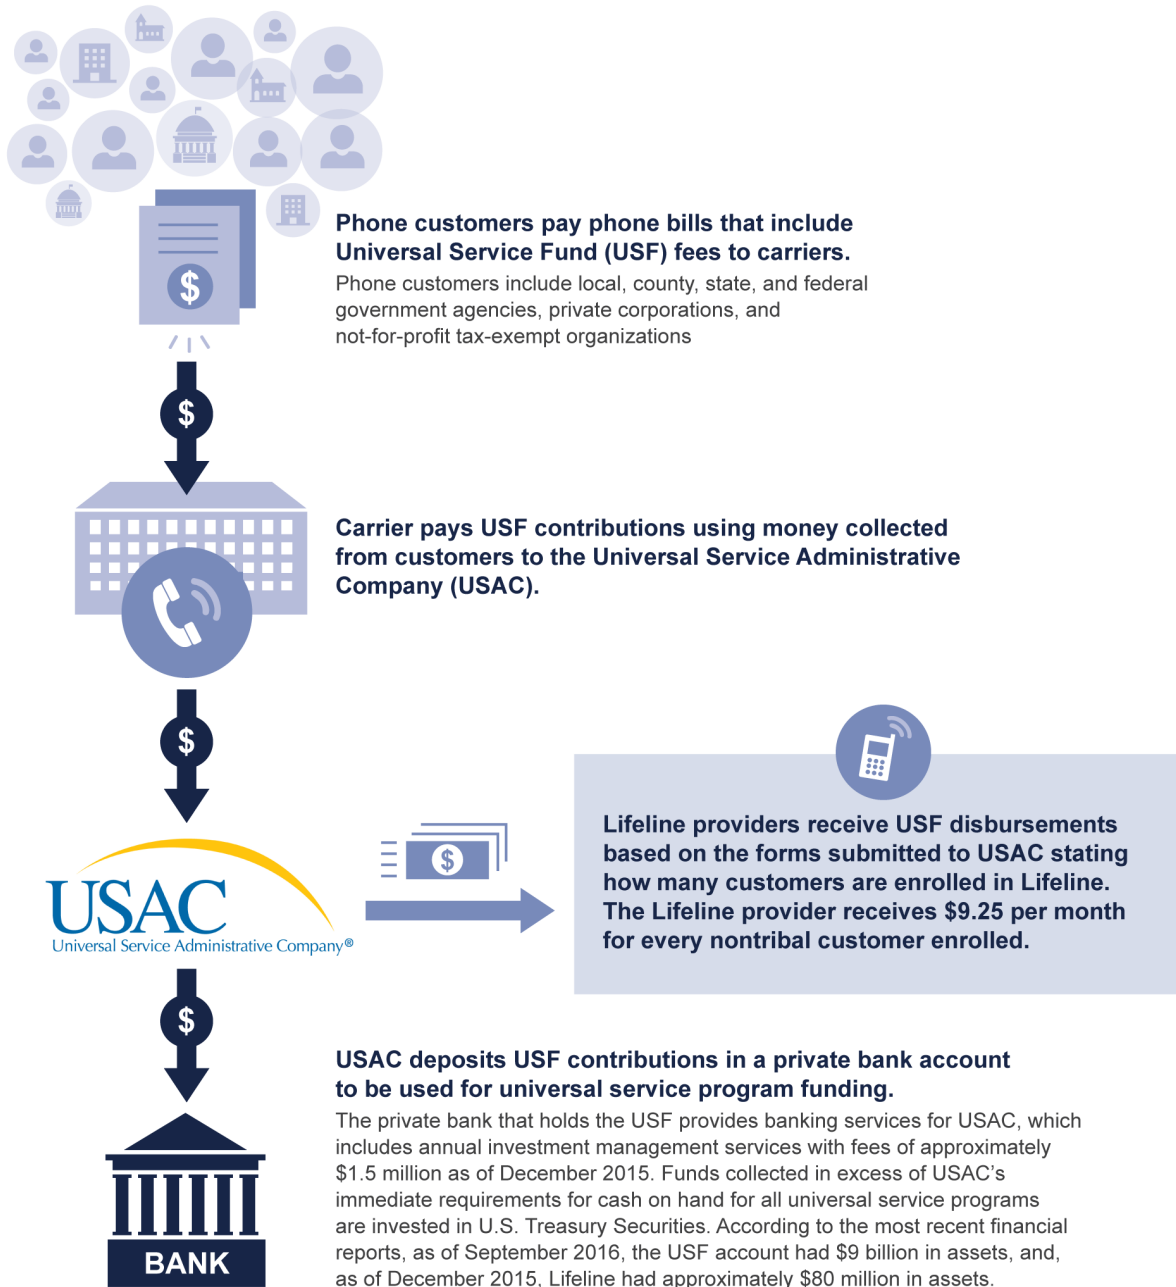 $
Phone customers pay phone bills that include
Universal Service Fund (USF) fees to carriers.
Phone customers include local, county, state, and federal
government agencies, private corporations, and
not-for-profit tax-exempt organizations
$
Carrier pays USF contributions using money collected
from customers to the Universal Service Administrative
Company (USAC).
$
$
Lifeline providers receive USF disbursements
based on the forms submitted to USAC stating
how many customers are enrolled in Lifeline.
The Lifeline provider receives $9.25 per month
for every nontribal customer enrolled.
USAC
Universal Service Administrative Company®
$
USAC deposits USF contributions in a private bank account
to be used for universal service program funding.
The private bank that holds the USF provides banking services for USAC, which
includes annual investment management services with fees of approximately
$1.5 million as of December 2015. Funds collected in excess of USAC’s
immediate requirements for cash on hand for all universal service programs
are invested in U.S. Treasury Securities. According to the most recent financial
reports, as of September 2016, the USF account had $9 billion in assets, and,
as of December 2015, Lifeline had approximately $80 million in assets.
BANK